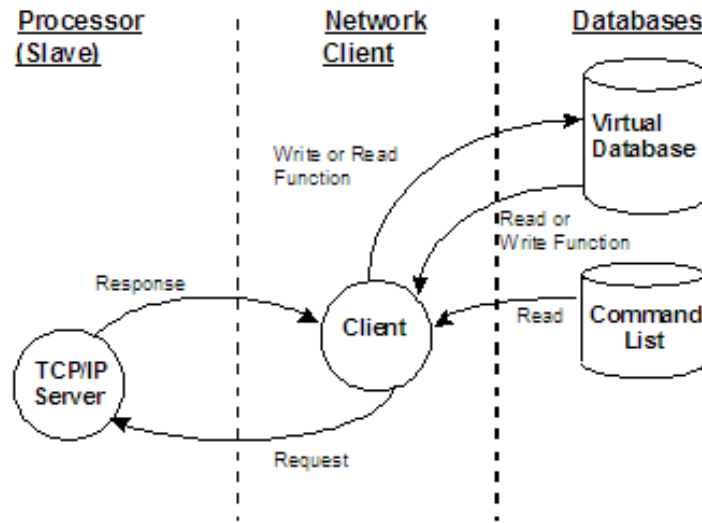 Processor
(Slave)
Network
Client
Databases
Virtual
Database
Write or Read
Function
Read or
Write Function
Response
Client
Read
Command
List
TCP/IP
Server
Request